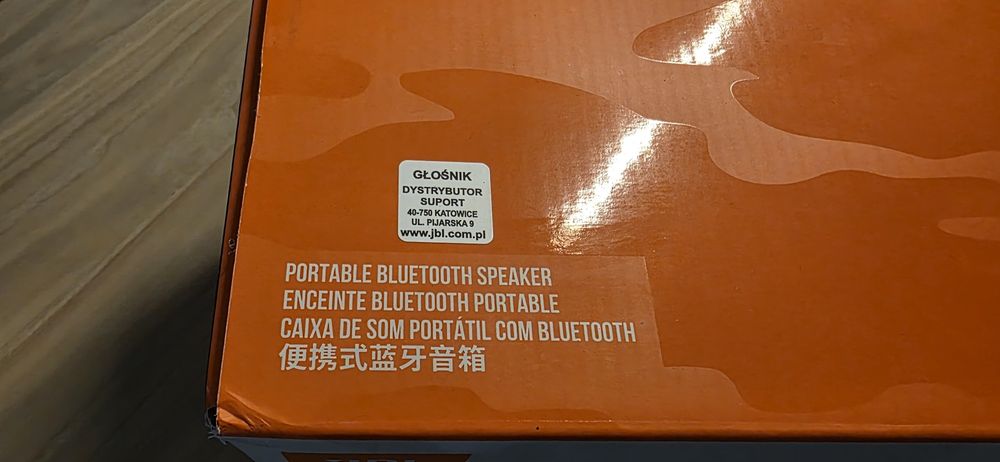 GŁOŚNIK
DYSTRYBUTOR
SUPORT
40-750 KATOWICE
UL. PIJARSKA 9
www.jbl.com.pl
PORTABLE BLUETOOTH SPEAKER
ENCEINTE BLUETOOTH PORTABLE
CAIXA DE SOM PORTÁTIL COM BLUETOOTH
便携式蓝牙音箱